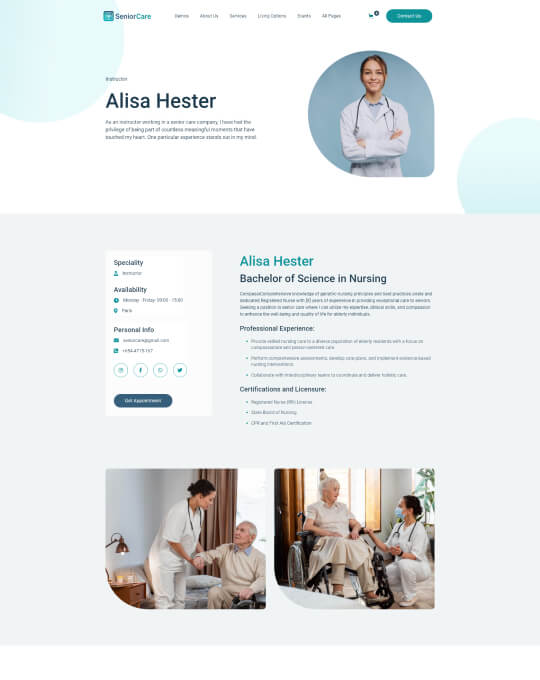 SeniorCare
Demos About Us Services Living Options Events All Pages
Contact Us
Instructor
Alisa Hester
As an instructor working in a senior care company, I have had the
privilege of being part of countless meaningful moments that have
touched my heart. One particular experience stands out in my mind.
Speciality
Instructor
Availability
Monday - Friday 09:00 - 15:00
Paris
Personal Info
seniorcare@gmail.com
Get Appointment
Alisa Hester
Bachelor of Science in Nursing
Comprehensive knowledge of geriatric nursing principles and best practices
dedicated Registered Nurse with years of experience in providing exceptional care to seniors.
Seeking a position in senior care where I can utilize my expertise, clinical skills, and compassion
to enhance the well-being and quality of life for elderly individuals.
Professional Experience:
Provide skilled nursing care to a diverse population of elderly residents with a focus on
compassionate and person-centered care.
Perform comprehensive assessments, develop care plans, and implement evidence-based
nursing interventions.
Collaborate with interdisciplinary teams to coordinate and deliver holistic care.
Certifications and Licensure:
Registered Nurse (RN) License
State Board of Nursing
CPR and First Aid Certification